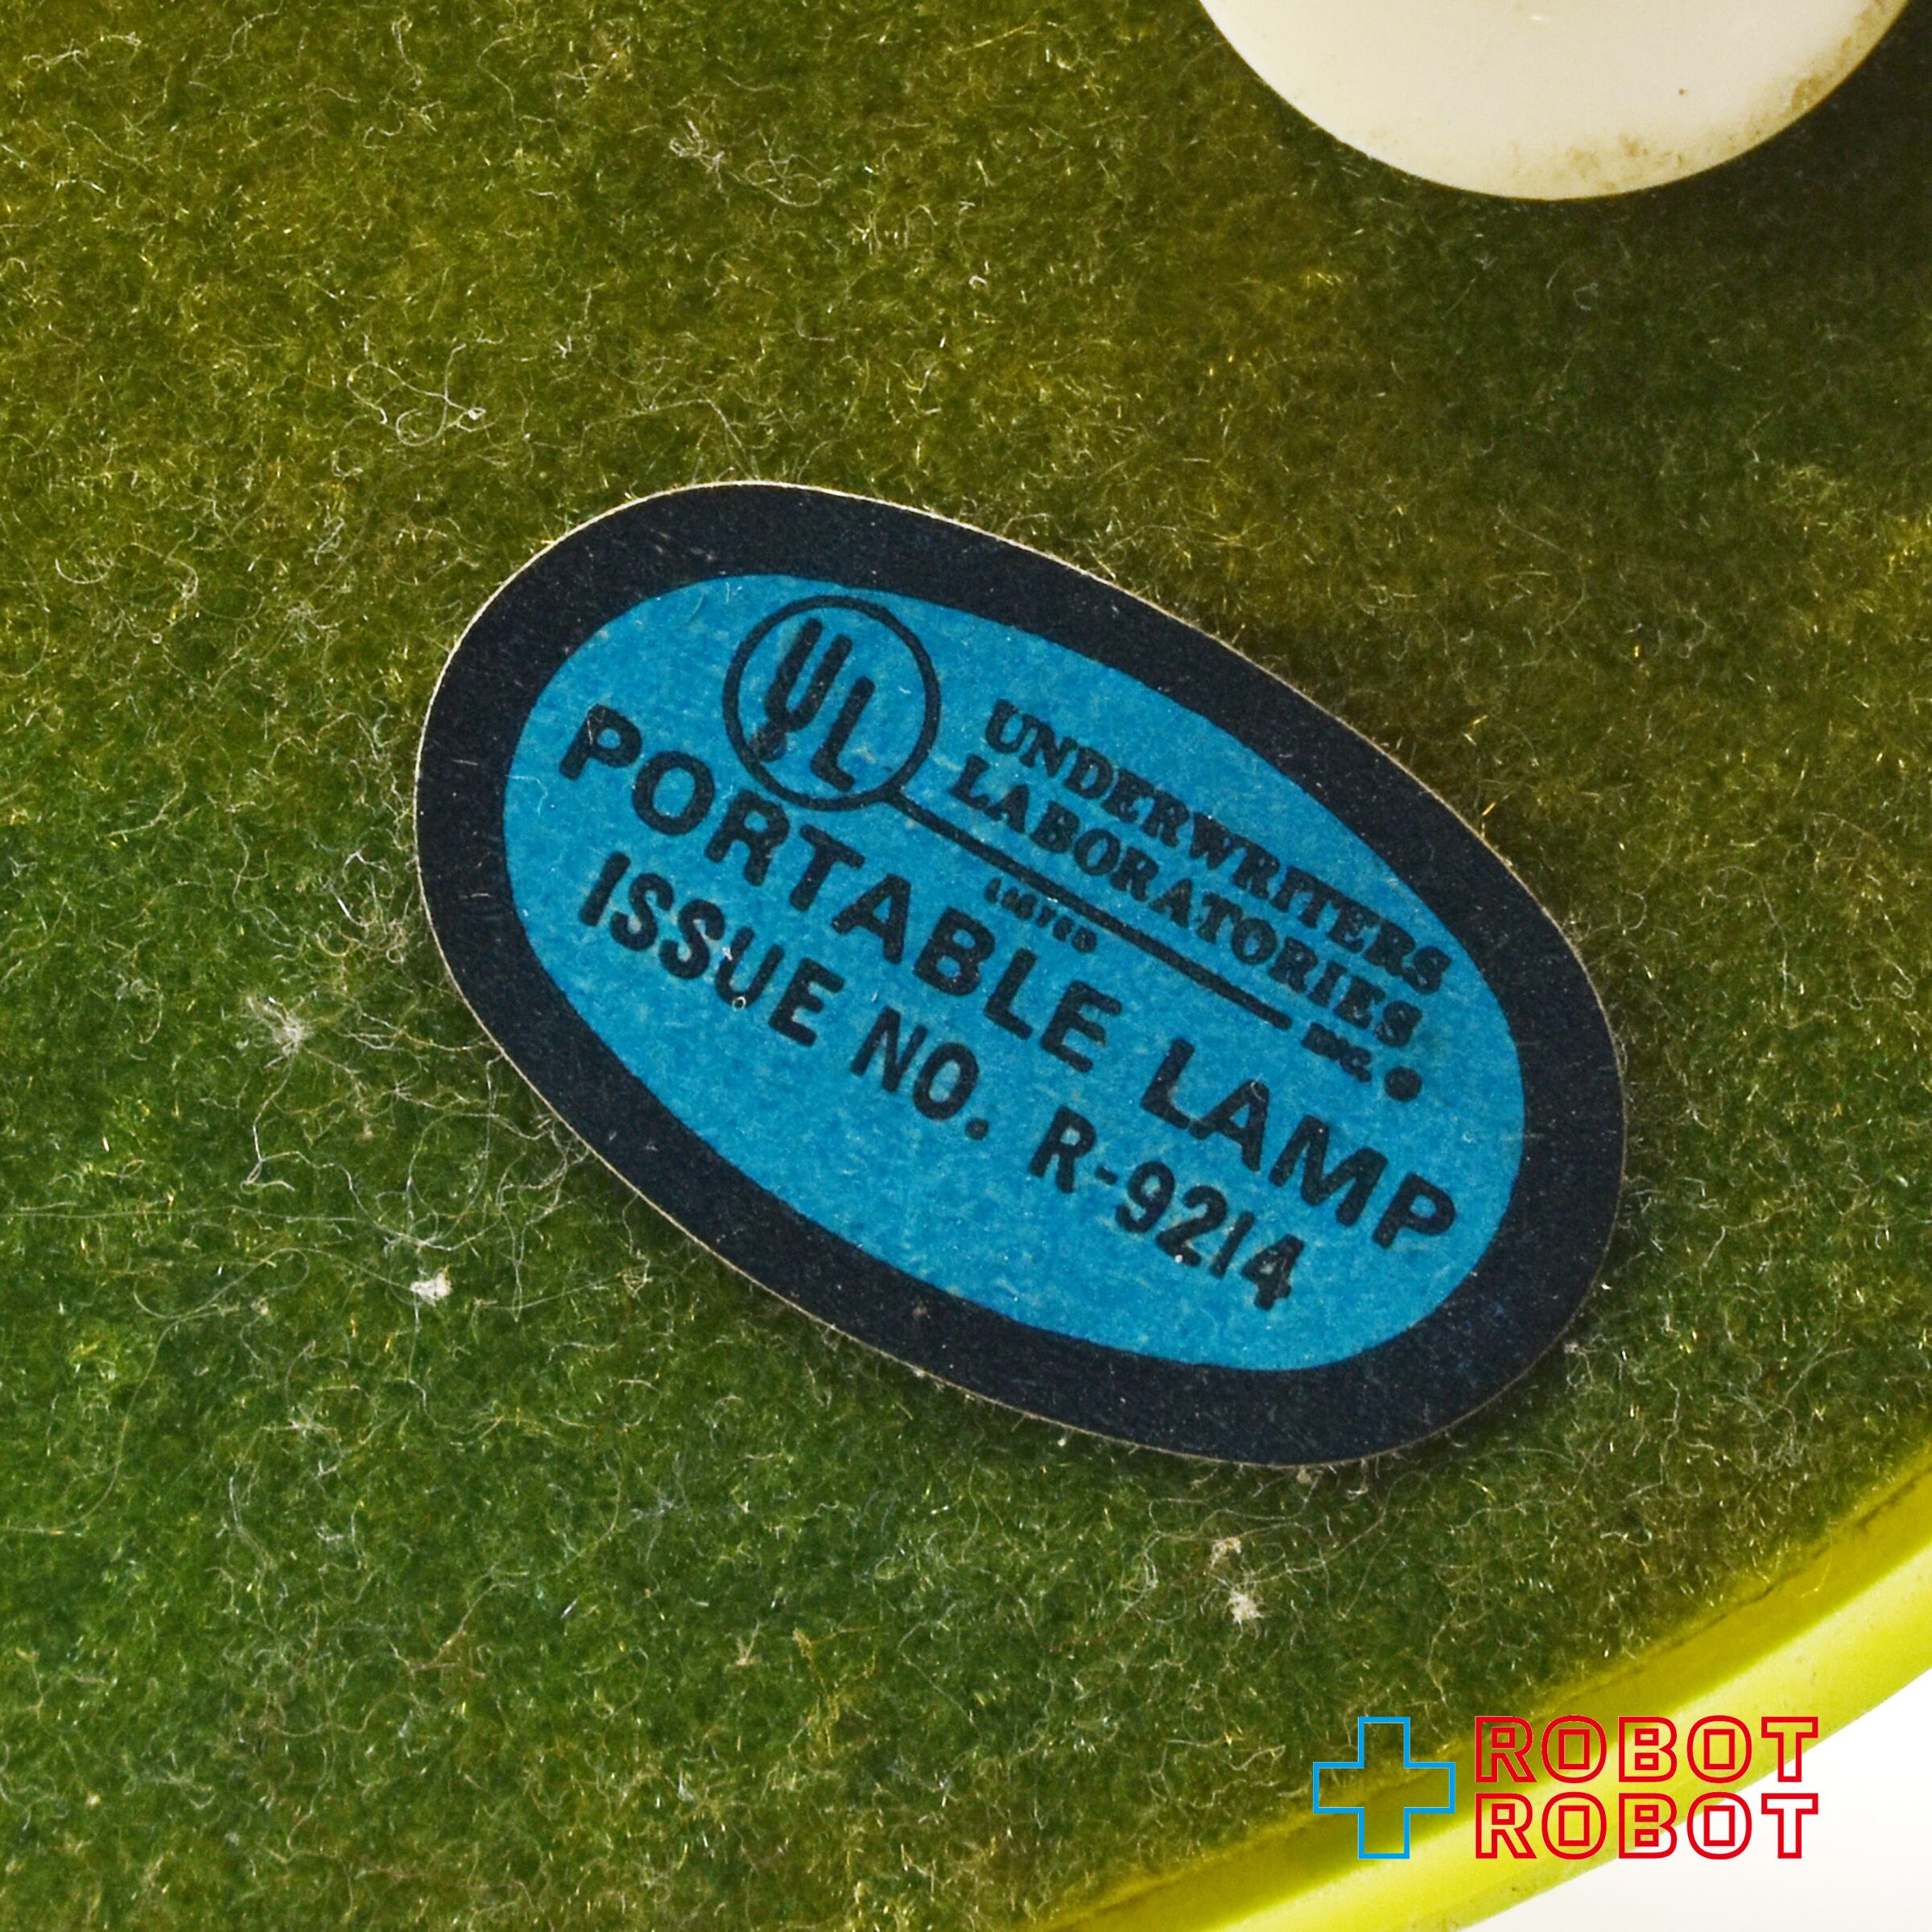 UL
UNDERWRITERS
LABORATORIES
INC. ®
LISTED
PORTABLE LAMP
ISSUE NO. R-9214
ROBOT
ROBOT